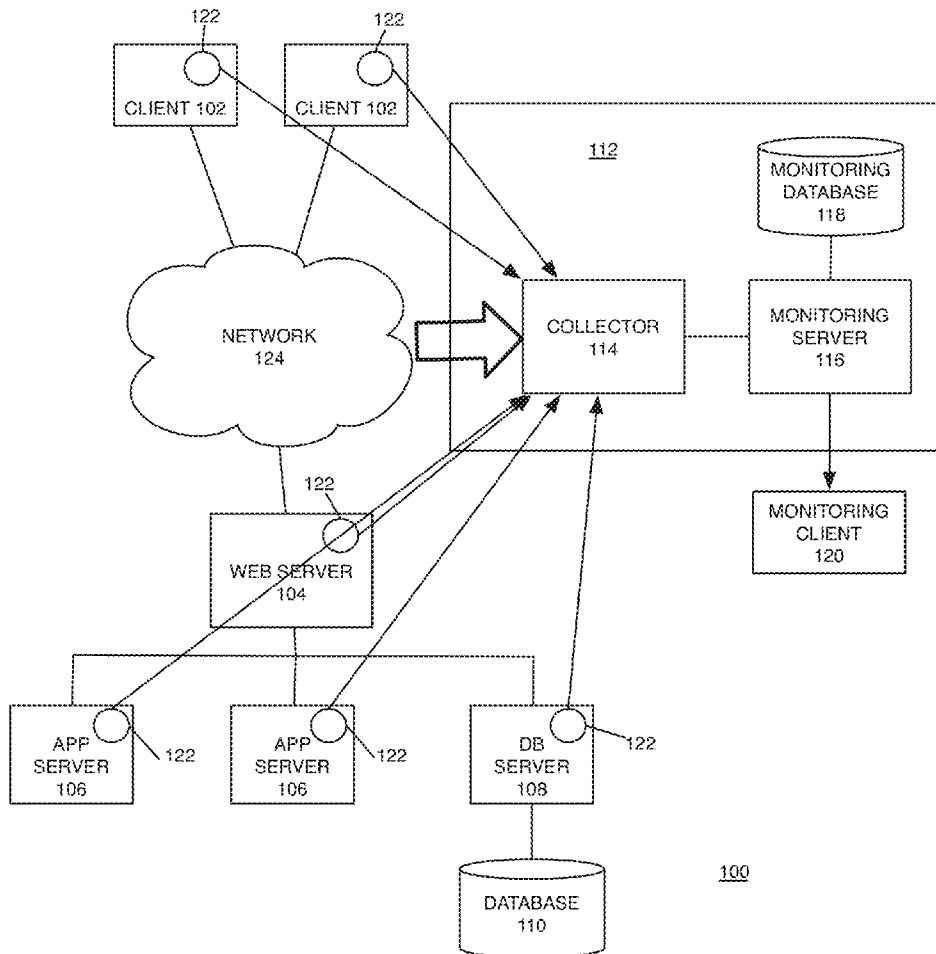 122
122
CLIENT 102
CLIENT 102
112
MONITORING
DATABASE
118
NETWORK
124
COLLECTOR
114
MONITORING
SERVER
116
122
WEB SERVER
104
MONITORING
CLIENT
120
APP
SERVER
106
122
APP
SERVER
106
122
DB
SERVER
108
122
DATABASE
110
100